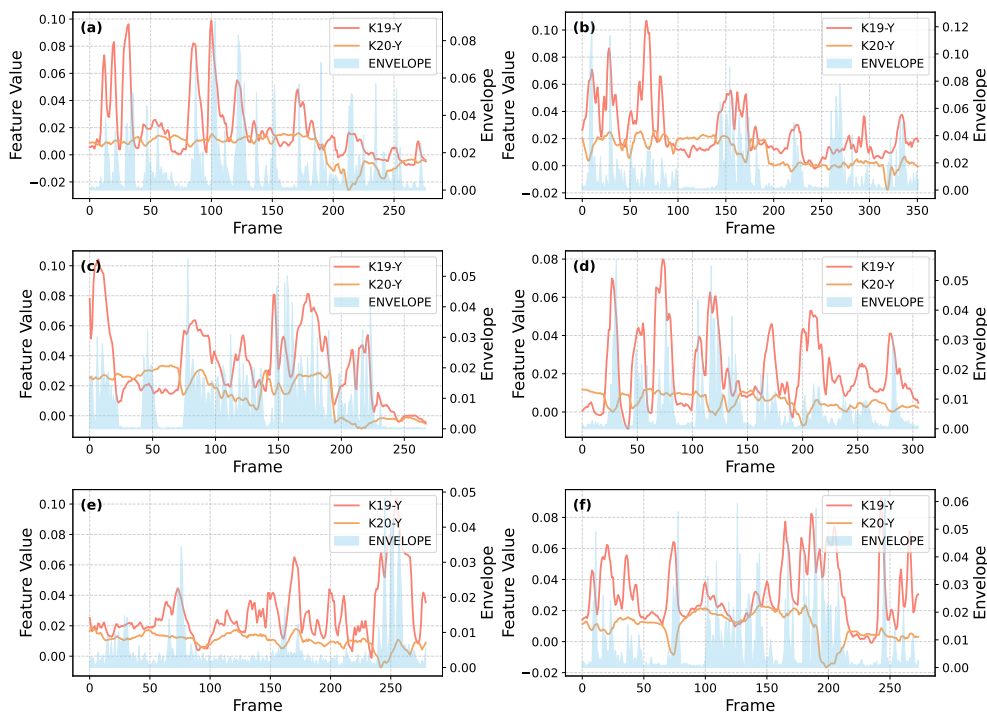 (a)
K19-Y
K20-Y
ENVELOPE
Feature Value
0.10
0.08
0.06
0.04
0.02
0.00
−0.02
0.08
0.06
0.04
0.02
0.00
Envelope
0 50 100 150 200 250
Frame
(b)
K19-Y
K20-Y
ENVELOPE
Feature Value
0.10
0.08
0.06
0.04
0.02
0.00
−0.02
0.12
0.10
0.08
0.06
0.04
0.02
0.00
Envelope
0 50 100 150 200 250 300 350
Frame
(c)
K19-Y
K20-Y
ENVELOPE
Feature Value
0.10
0.08
0.06
0.04
0.02
0.00
0.05
0.04
0.03
0.02
0.01
0.00
Envelope
0 50 100 150 200 250
Frame
(d)
K19-Y
K20-Y
ENVELOPE
Feature Value
0.08
0.06
0.04
0.02
0.00
0.05
0.04
0.03
0.02
0.01
0.00
Envelope
0 50 100 150 200 250 300
Frame
(e)
K19-Y
K20-Y
ENVELOPE
Feature Value
0.10
0.08
0.06
0.04
0.02
0.00
0.05
0.04
0.03
0.02
0.01
0.00
Envelope
0 50 100 150 200 250
Frame
(f)
K19-Y
K20-Y
ENVELOPE
Feature Value
0.08
0.06
0.04
0.02
0.00
−0.02
0.06
0.05
0.04
0.03
0.02
0.01
0.00
Envelope
0 50 100 150 200 250
Frame